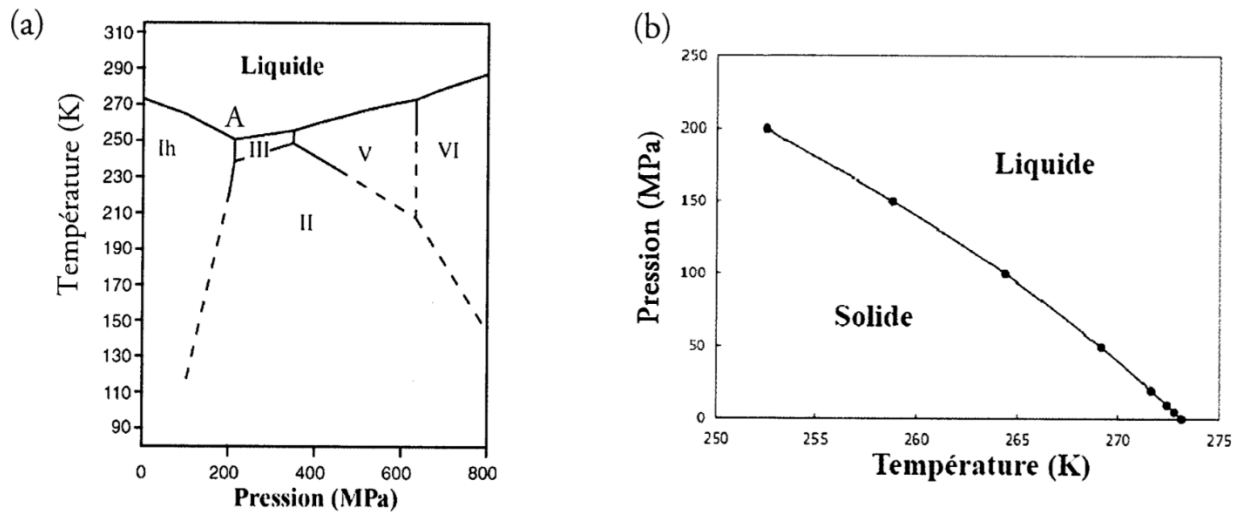 (a)
310
290
270
250
230
210
190
170
150
130
110
90
Température (K)
Liquide
A
Ih
III
V
VI
II
0
200
400
600
800
Pression (MPa)
(b)
250
200
150
100
50
0
Pression (MPa)
Liquide
Solide
250
255
260
265
270
275
Température (K)